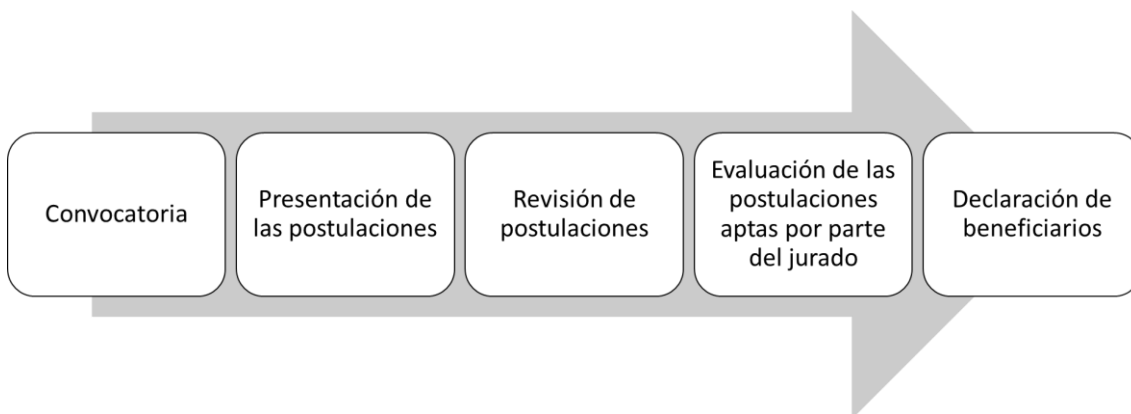 Convocatoria
Presentación de
las postulaciones
Revisión de
postulaciones
Evaluación de las
postulaciones
aptas por parte
del jurado
Declaración de
beneficiarios